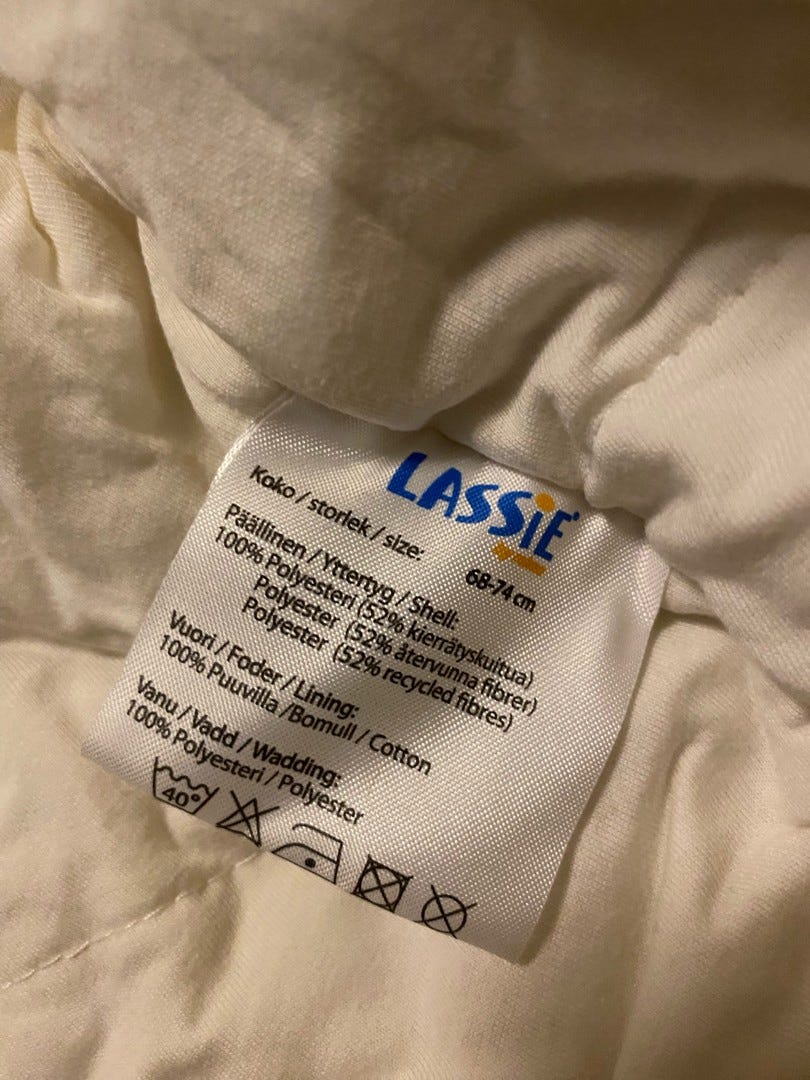 LASSiE
Koko / storlek / size: 68-74 cm
Päällinen / Yttertyg / Shell:
100% Polyesteri (52% kierrätyskuitua)
Polyester (52% återvunna fibrer)
Polyester (52% recycled fibres)
Vuori / Foder / Lining:
100% Puuvilla /Bomull / Cotton
Vanu / Vadd / Wadding:
100% Polyesteri / Polyester
40°